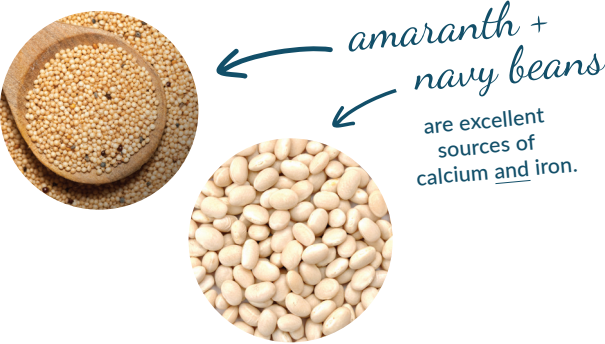 amaranth +
navy beans
are excellent
sources of
calcium and iron.